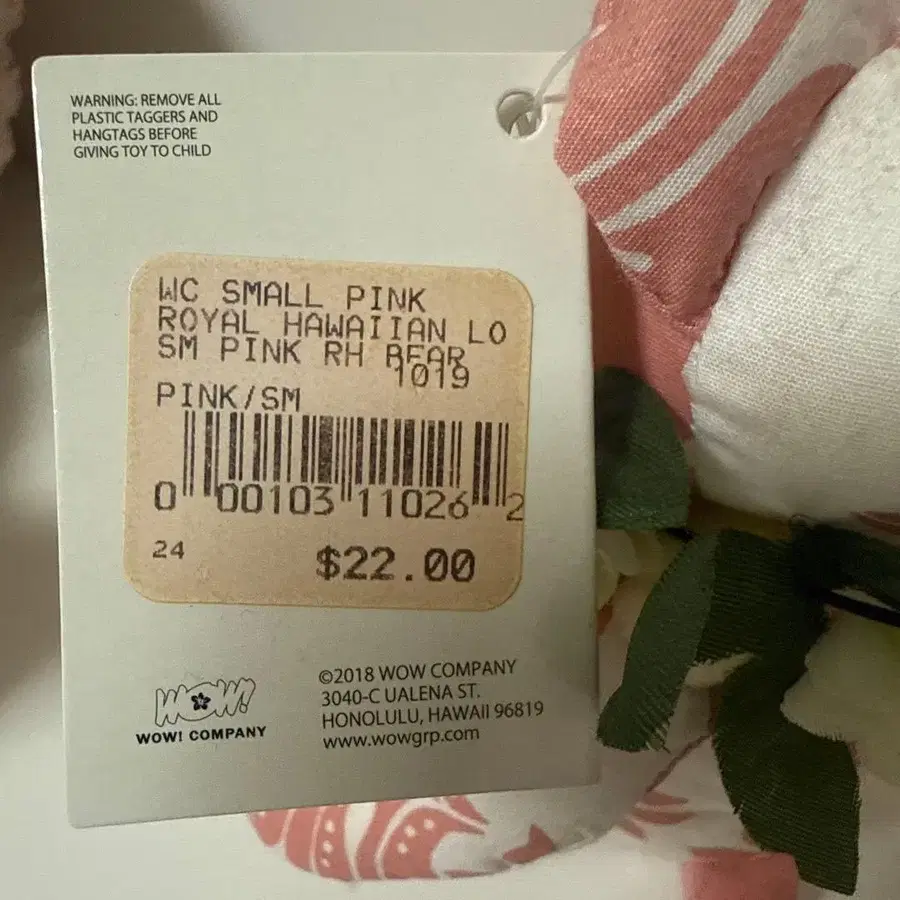 WARNING: REMOVE ALL
PLASTIC TAGGERS AND
HANGTAGS BEFORE
GIVING TOY TO CHILD
WC SMALL PINK
ROYAL HAWAIIAN LO
SM PINK RH BEAR
1019
PINK/SM
0 00103 11026 2
24 $22.00
WOW!
WOW! COMPANY
©2018 WOW COMPANY
3040-C UALENA ST.
HONOLULU, HAWAII 96819
www.wowgrp.com